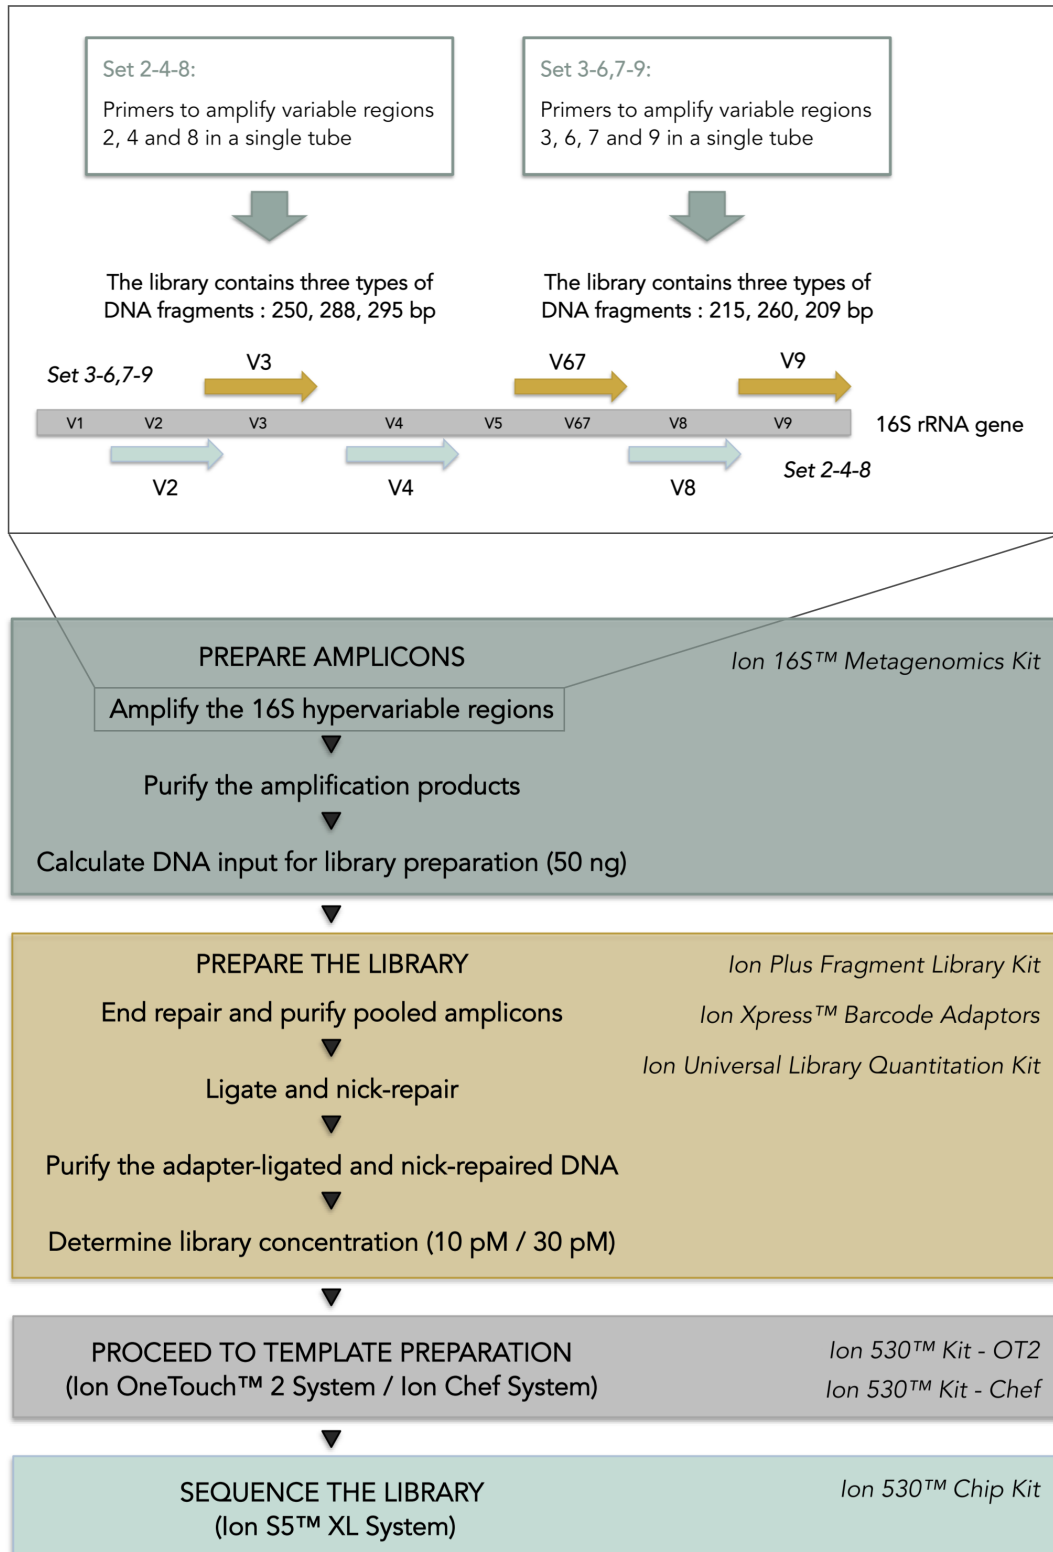 Set 2-4-8:
Primers to amplify variable regions
2, 4 and 8 in a single tube
Set 3-6,7-9:
Primers to amplify variable regions
3, 6, 7 and 9 in a single tube
The library contains three types of
DNA fragments : 250, 288, 295 bp
The library contains three types of
DNA fragments : 215, 260, 209 bp
Set 3-6,7-9
V3
V67
V9
V1 V2 V3 V4 V5 V67 V8 V9
16S rRNA gene
V2
V4
V8
Set 2-4-8
PREPARE AMPLICONS
Ion 16S™ Metagenomics Kit
Amplify the 16S hypervariable regions
Purify the amplification products
Calculate DNA input for library preparation (50 ng)
PREPARE THE LIBRARY
Ion Plus Fragment Library Kit
End repair and purify pooled amplicons
Ion Xpress™ Barcode Adaptors
Ion Universal Library Quantitation Kit
Ligate and nick-repair
Purify the adapter-ligated and nick-repaired DNA
Determine library concentration (10 pM / 30 pM)
PROCEED TO TEMPLATE PREPARATION
Ion 530™ Kit - OT2
(Ion OneTouch™ 2 System / Ion Chef System)
Ion 530™ Kit - Chef
SEQUENCE THE LIBRARY
Ion 530™ Chip Kit
(Ion S5™ XL System)